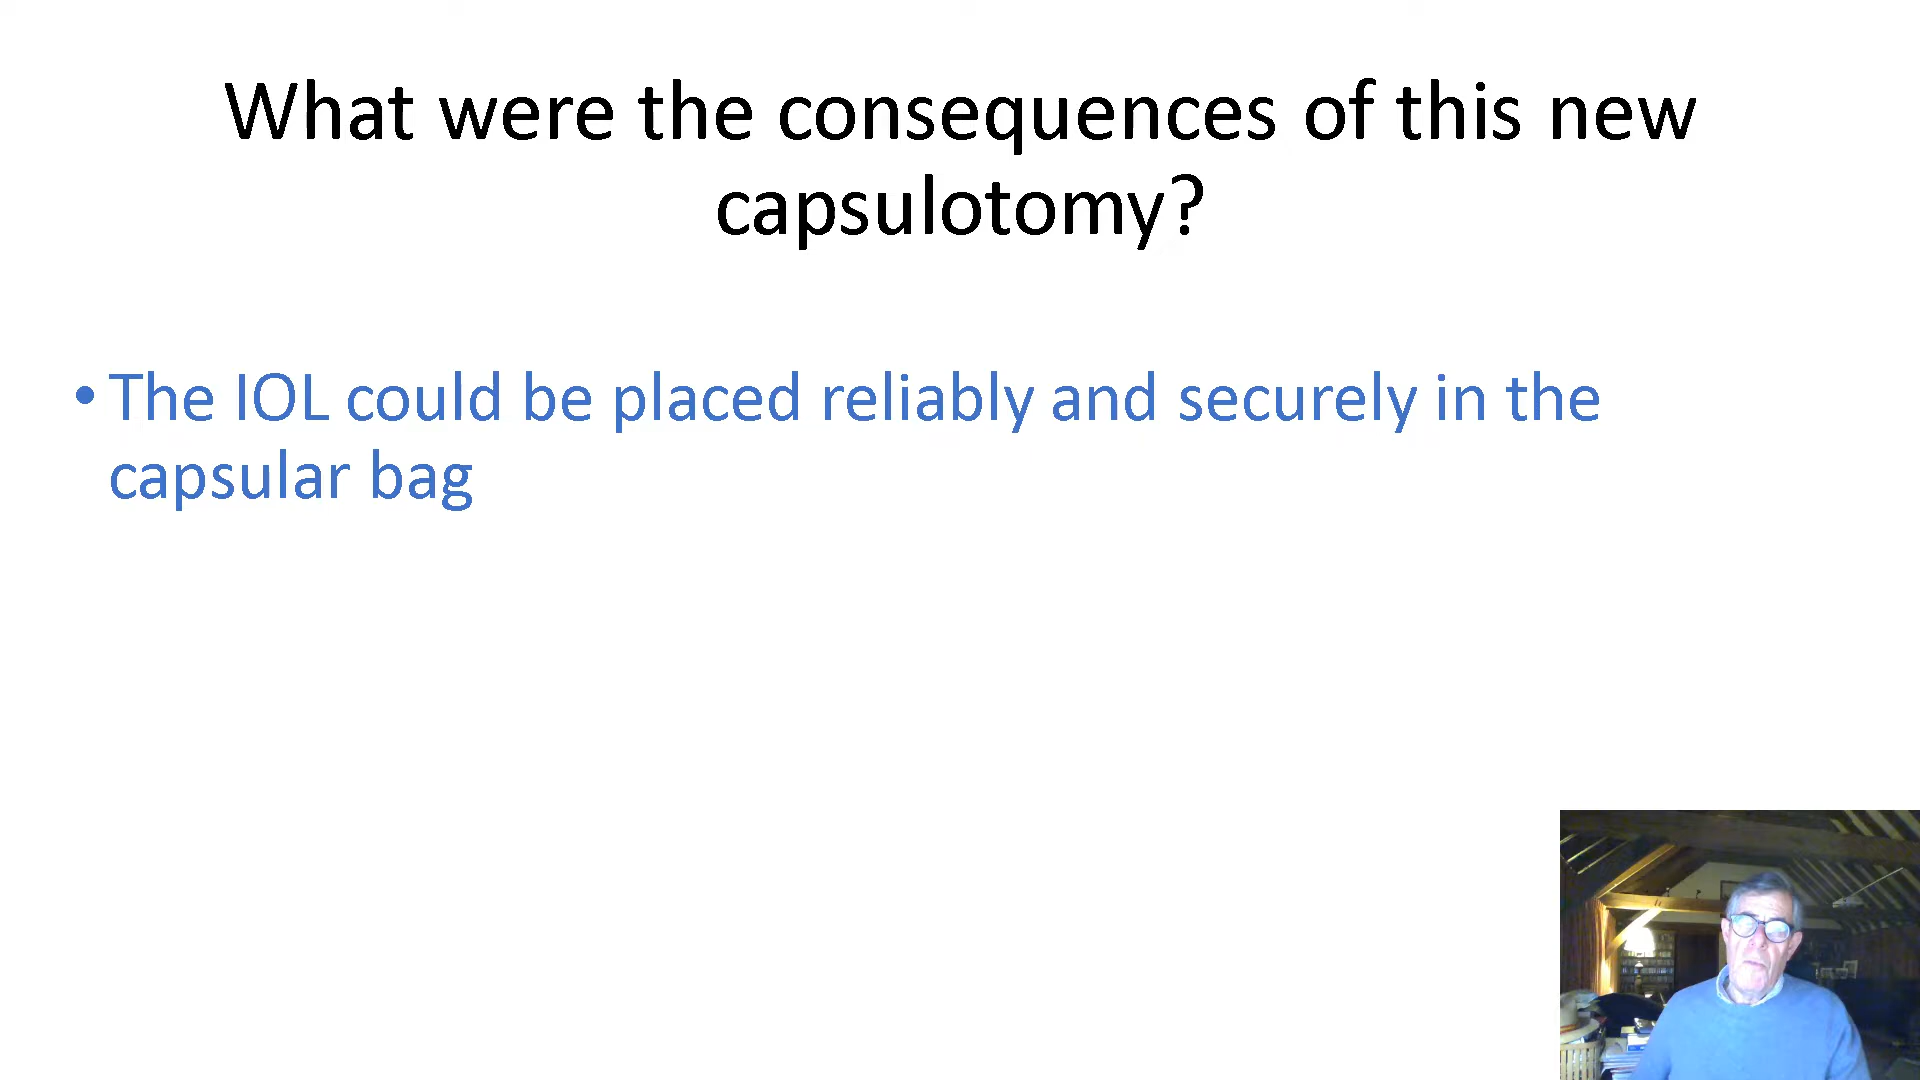 What were the consequences of this new
capsulotomy?
• The IOL could be placed reliably and securely in the
capsular bag